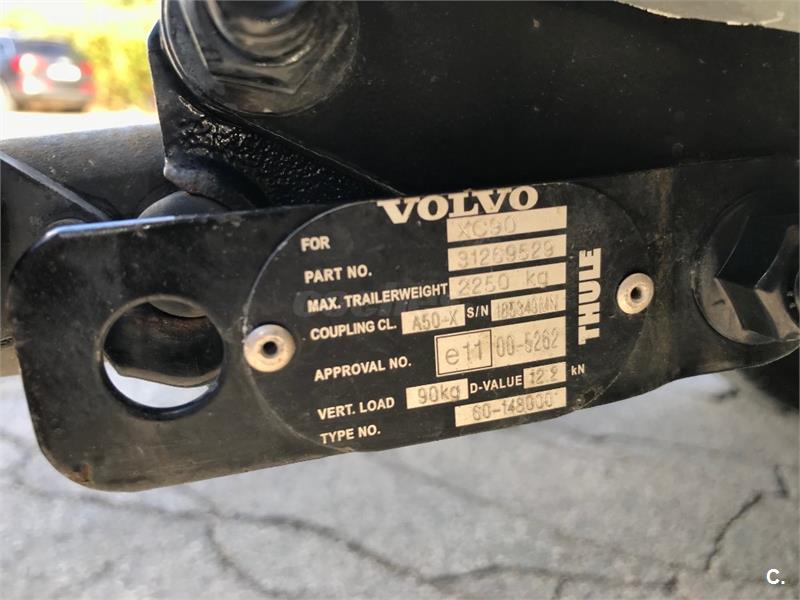 VOLVO
FOR XC90
PART NO. 31269529
MAX. TRAILERWEIGHT 2250 kg
COUPLING CL. A50-X S/N
APPROVAL NO. e11 00-5262
VERT. LOAD 90kg D-VALUE 12.2 kN
TYPE NO. 60-148000
THULE
C.